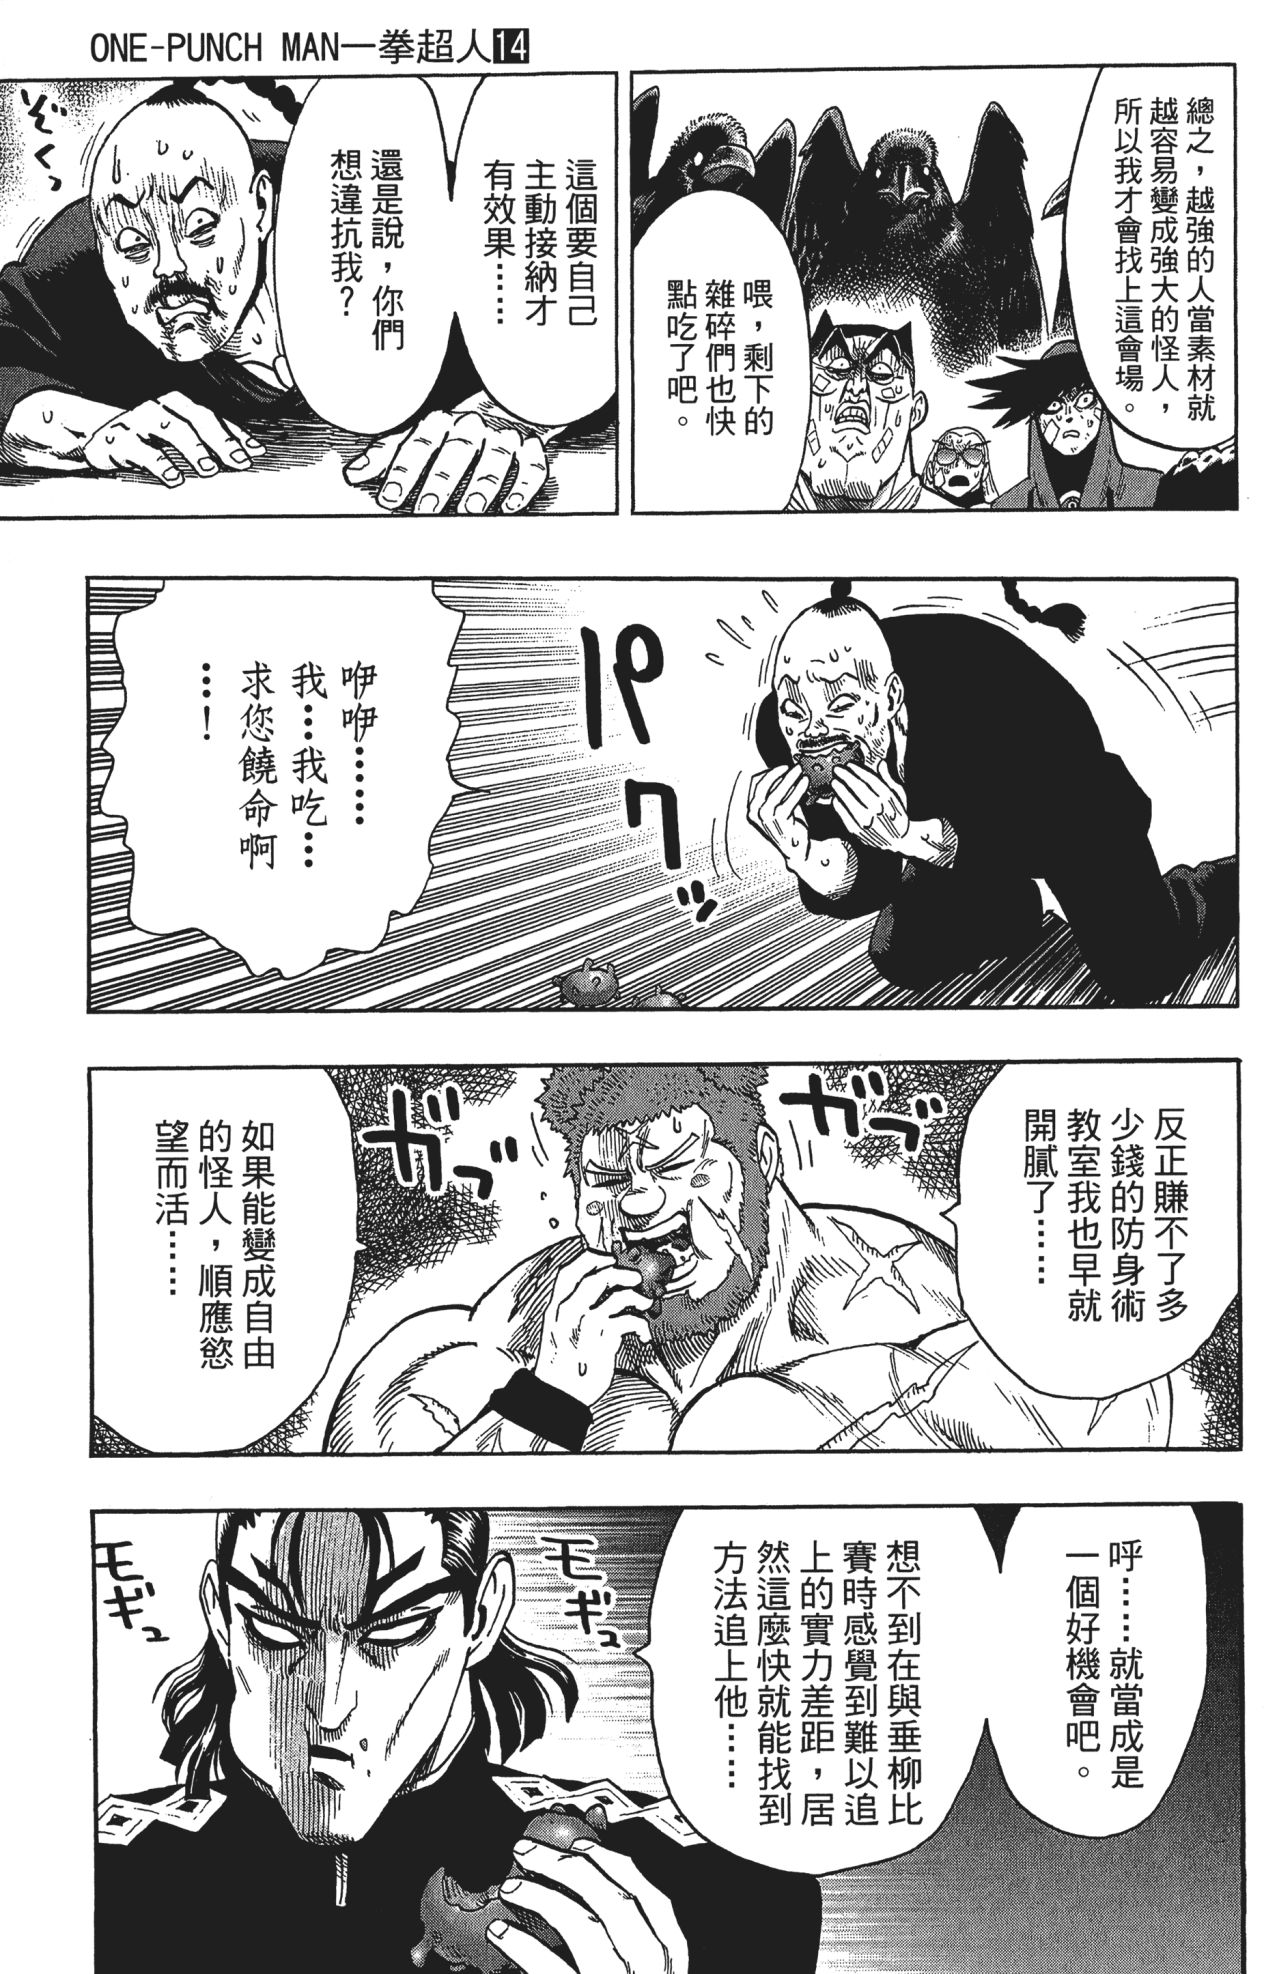 ONE-PUNCH MAN一拳超人14
總之，越強的人當素材就
越容易變成強大的怪人，
所以我才會找上這會場。
喂，剩下的
雜碎們也快
點吃了吧。
這個要自己
主動接納才
有效果……
還是說，你們
想違抗我？
ぞくっ
咿咿……
我…我吃…
求您饒命啊
…！
パクッ
反正賺不了多
少錢的防身術
教室我也早就
開膩了……
ガブ
ガブ
如果能變成自由
的怪人，順應慾
望而活……
呼……就當成是
一個好機會吧。
想不到在與垂柳比
賽時感覺到難以追
上的實力差距，居
然這麼快就能找到
方法追上他……
モギュ
モギュ